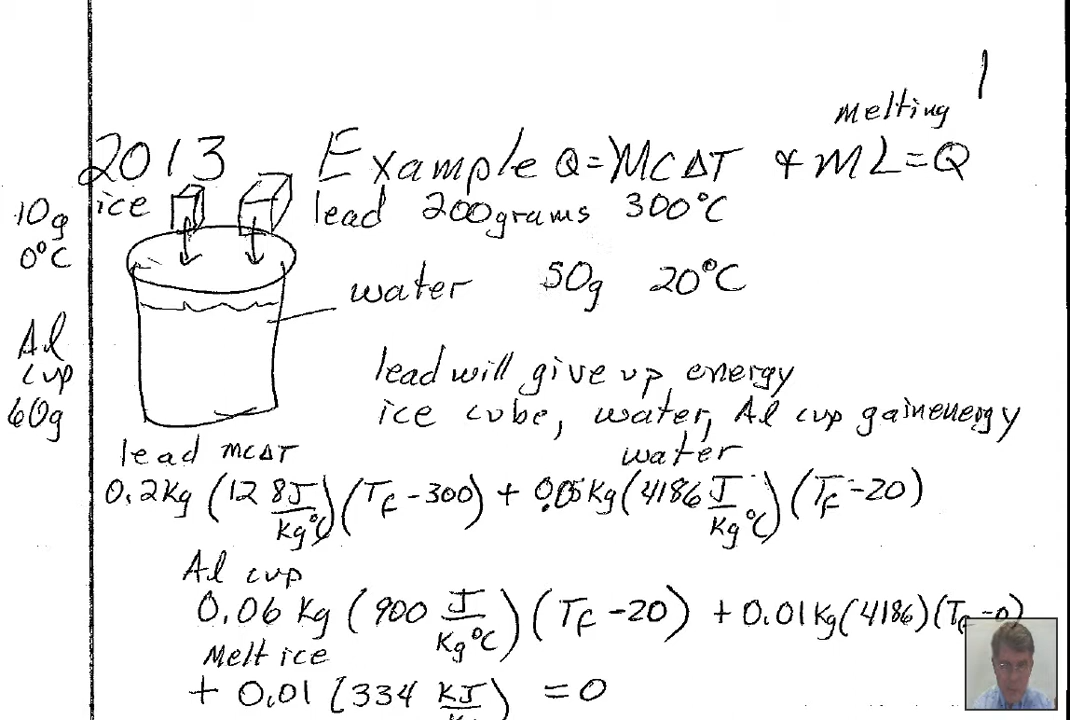 1
melting
2013 Example Q=MCΔT & ML=Q
10g ice lead 200grams 300°C
0°C
water 50g 20°C
Al
cup
60g
lead will give up energy
ice cube, water, Al cup gain energy
lead MCΔT water
0.2Kg (128 J/Kg°C)(Tf -300) + 0.05Kg(4186 J/Kg°C)(Tf -20)
Al cup
0.06 Kg (900 J/Kg°C)(Tf -20) + 0.01Kg(4186)(Tf -0)
Melt ice
+ 0.01 (334 KJ/Kg) =0